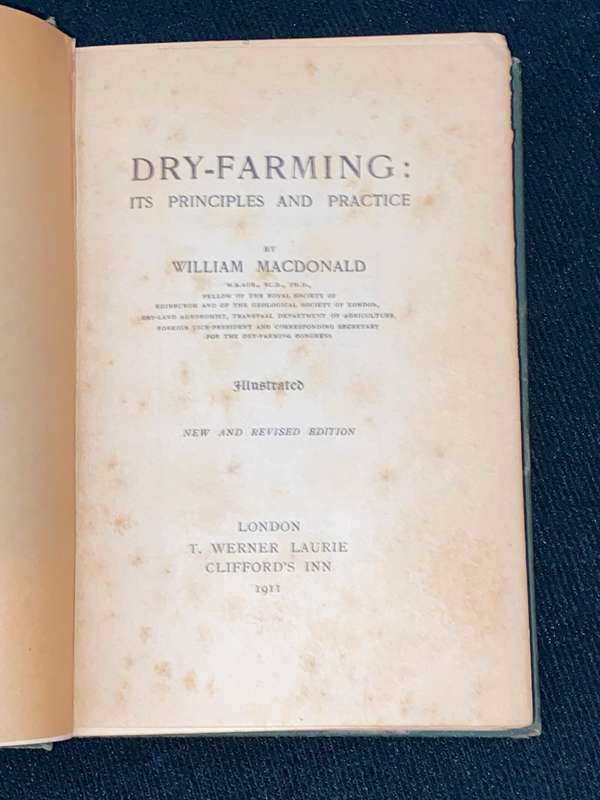 DRY-FARMING:
ITS PRINCIPLES AND PRACTICE
BY
WILLIAM MACDONALD
M.S.AGR., SC.D., PH.D.,
FELLOW OF THE ROYAL SOCIETY OF
EDINBURGH AND OF THE GEOLOGICAL SOCIETY OF LONDON,
DRY-LAND AGRONOMIST, TRANSVAAL DEPARTMENT OF AGRICULTURE
FOREIGN VICE-PRESIDENT AND CORRESPONDING SECRETARY
FOR THE DRY-FARMING CONGRESS
Illustrated
NEW AND REVISED EDITION
LONDON
T. WERNER LAURIE
CLIFFORD'S INN
1911